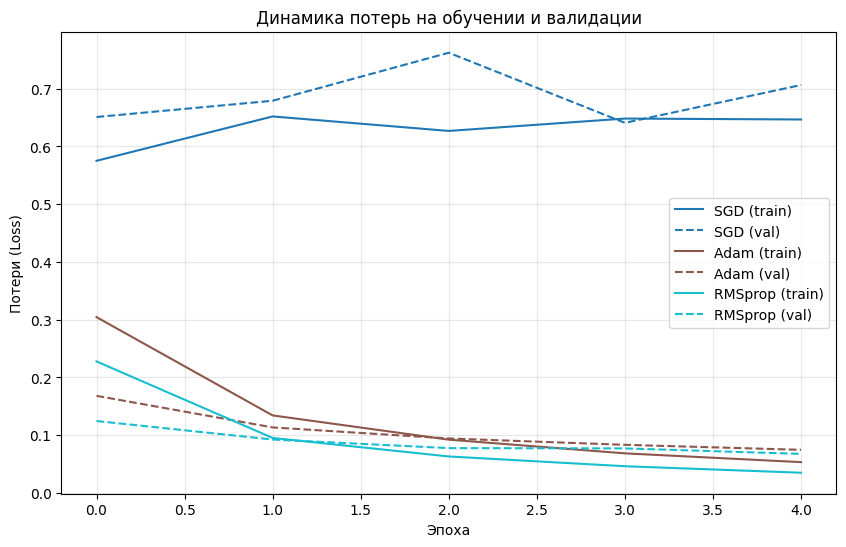 Динамика потерь на обучении и валидации
Потери (Loss)
0.7
0.6
0.5
0.4
0.3
0.2
0.1
0.0
SGD (train)
SGD (val)
Adam (train)
Adam (val)
RMSprop (train)
RMSprop (val)
0.0 0.5 1.0 1.5 2.0 2.5 3.0 3.5 4.0
Эпоха